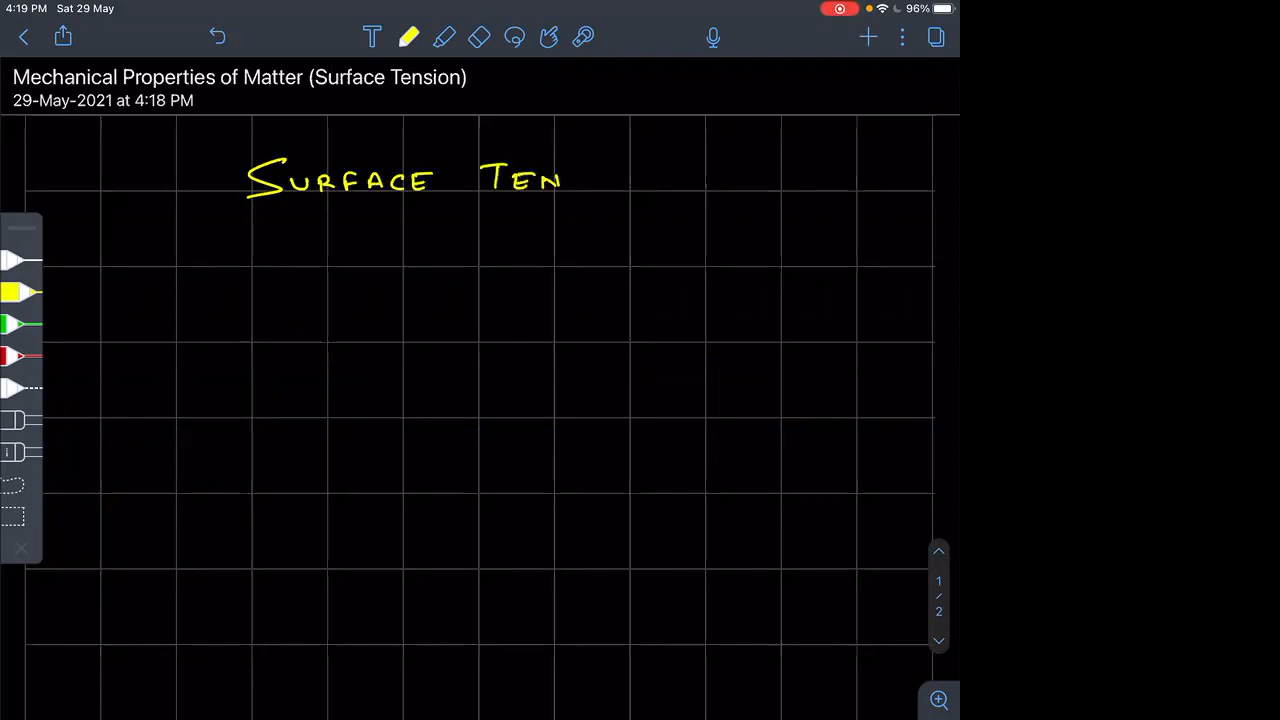 4:19 PM Sat 29 May 96%
Mechanical Properties of Matter (Surface Tension)
29-May-2021 at 4:18 PM
SURFACE TEN
1
/
2